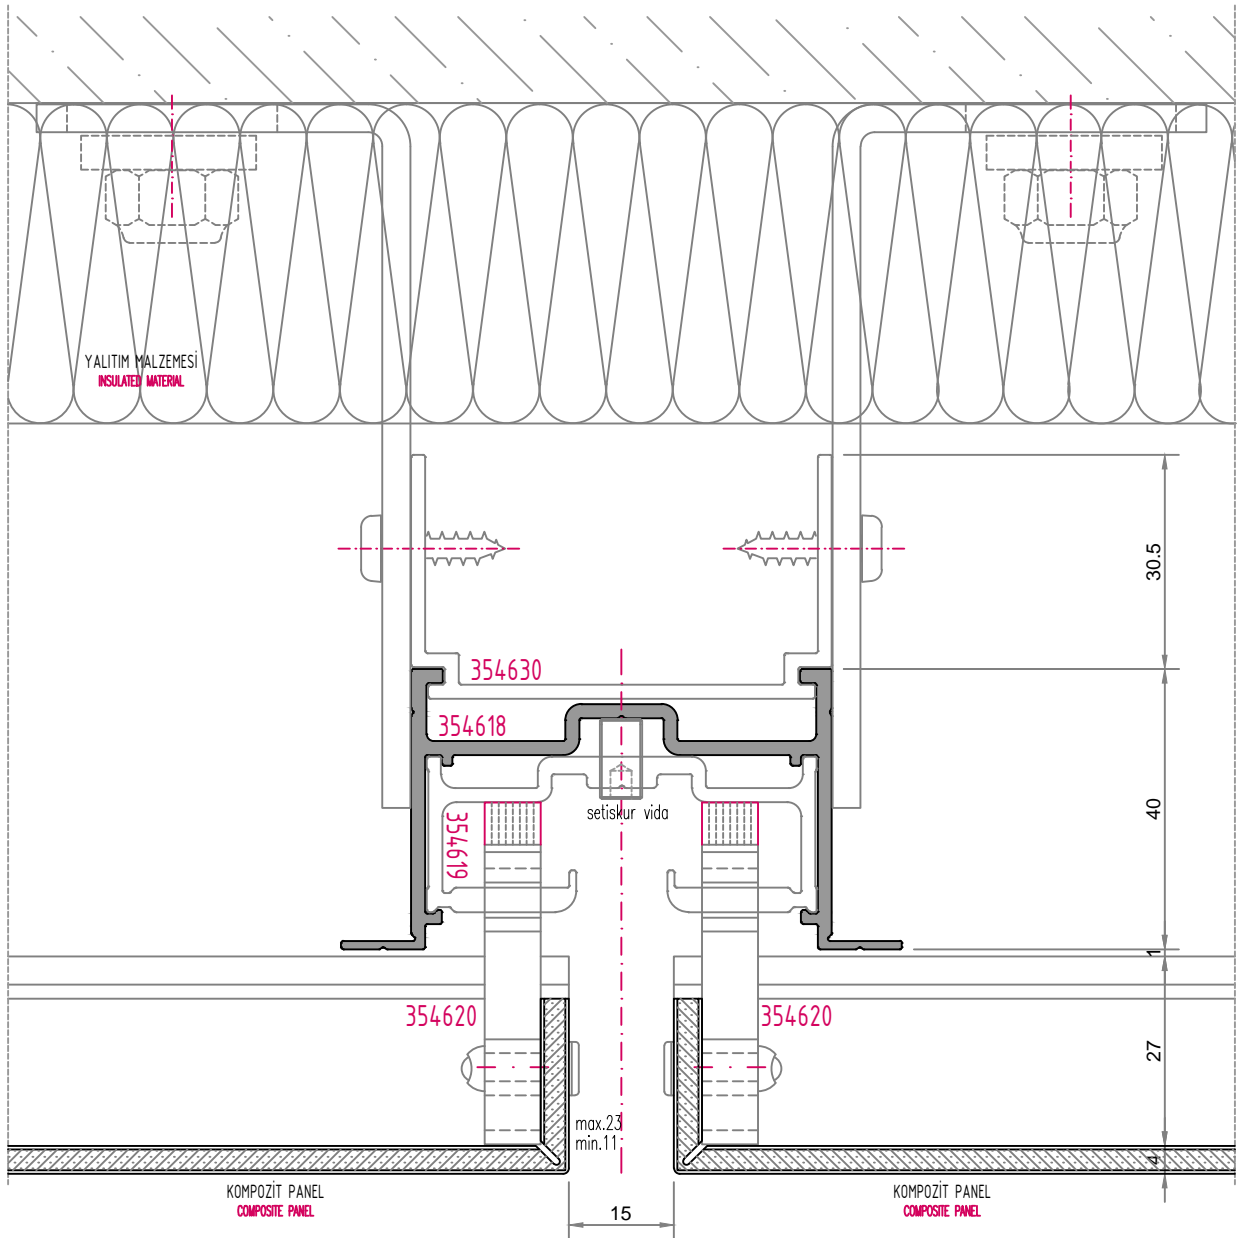 YALITIM MALZEMESİ
INSULATED MATERIAL
30.5
354630
354618
setiskur vida
40
354619
1
354620
354620
27
max.23
min.11
4
KOMPOZİT PANEL
COMPOSITE PANEL
KOMPOZİT PANEL
COMPOSITE PANEL
15